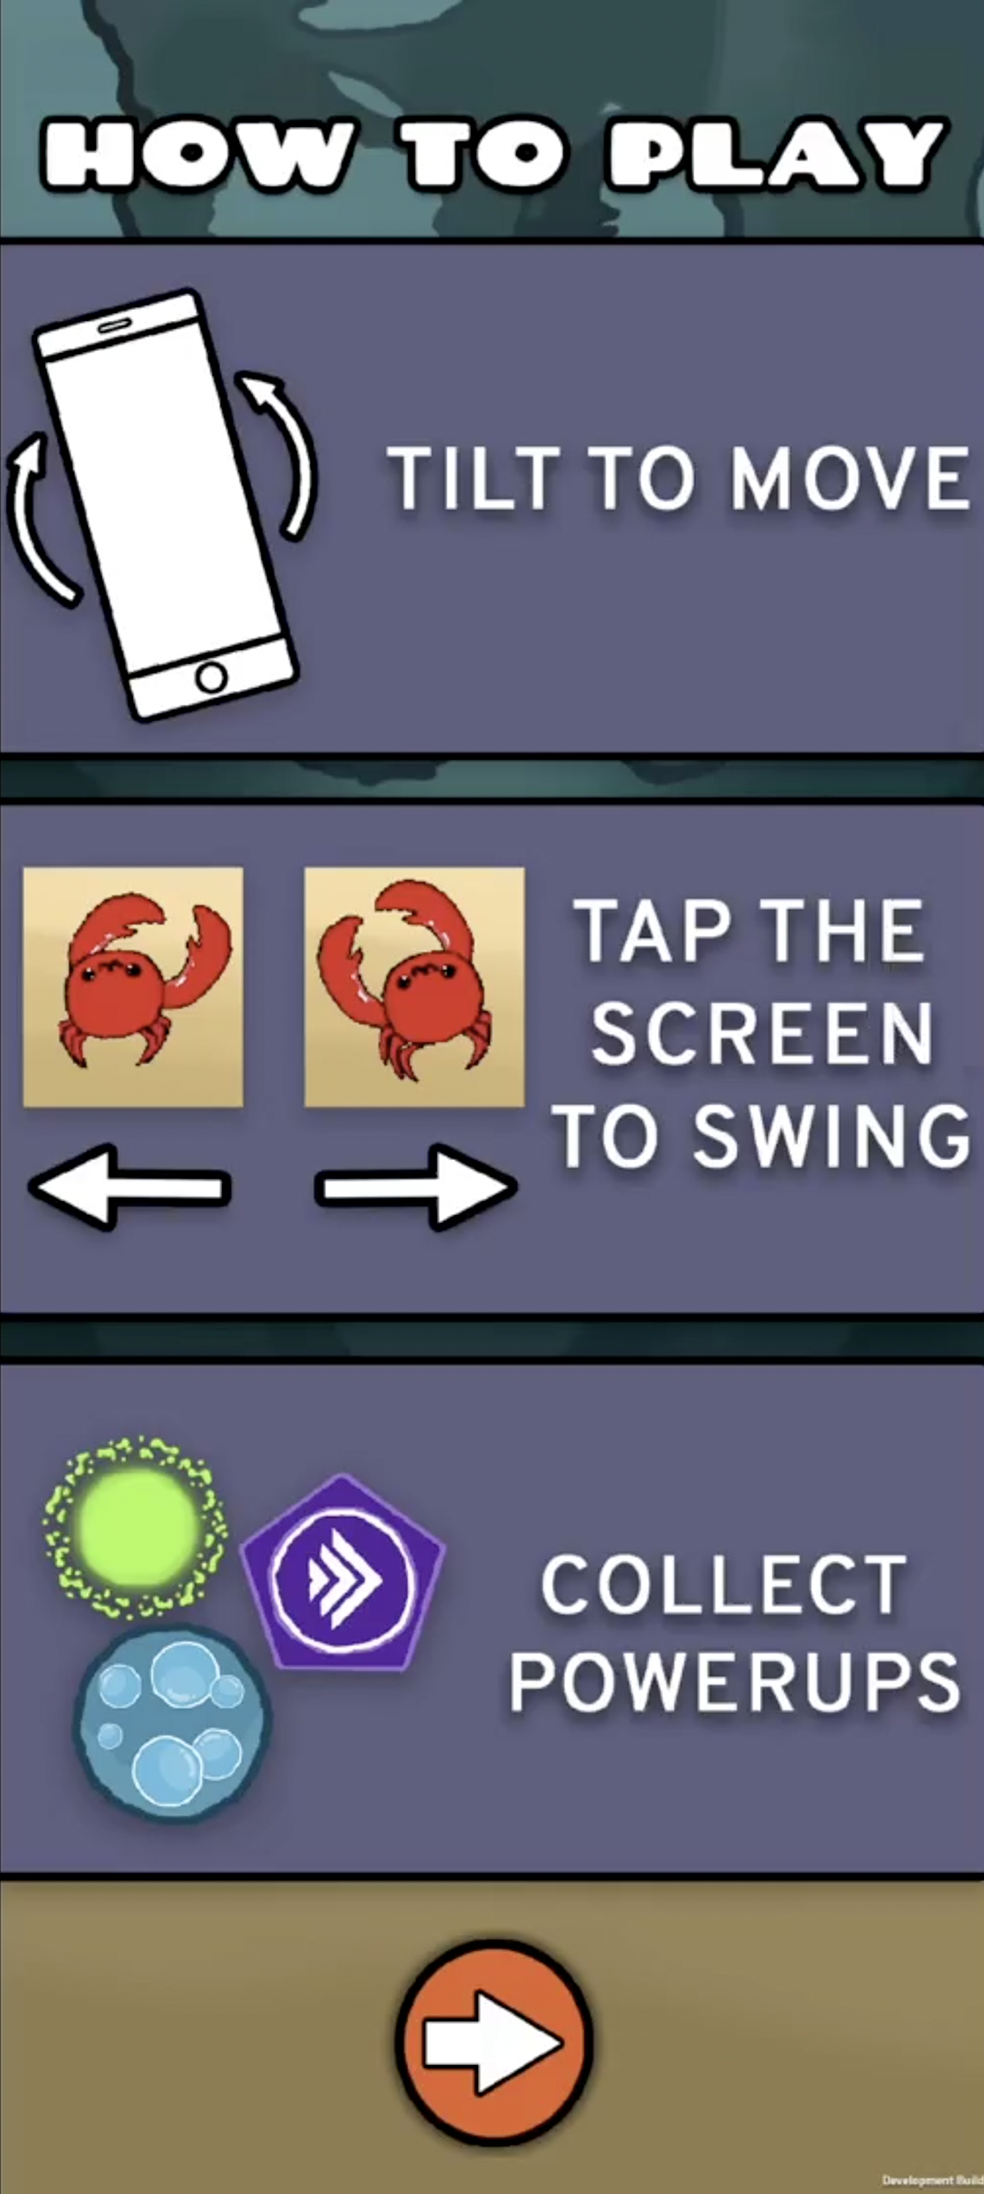 HOW TO PLAY
TILT TO MOVE
TAP THE
SCREEN
TO SWING
COLLECT
POWERUPS
Development Build